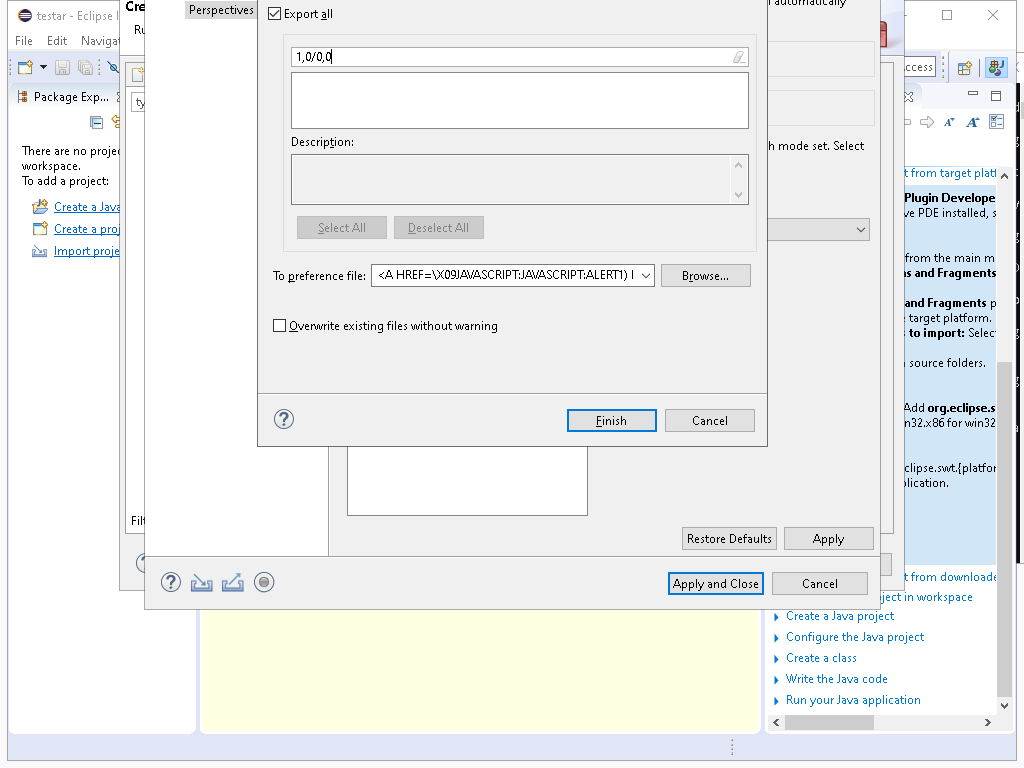 testar - Eclipse I
File Edit Navigat
Package Exp...
There are no projec
workspace.
To add a project:
Create a Java
Create a proj
Import proje
Cre
Ru
ty
Filt
Perspectives
Export all
1,0/0,0
Description:
Select All
Deselect All
To preference file:
<A HREF=\X09JAVASCRIPT:JAVASCRIPT:ALERT1) I
Browse...
Overwrite existing files without warning
Finish
Cancel
automatically
h mode set. Select
Restore Defaults
Apply
Apply and Close
Cancel
ccess
t from target platf
Plugin Develope
ve PDE installed, s
from the main m
ns and Fragments
and Fragments p
e target platform.
s to import: Selec
source folders.
Add org.eclipse.s
n32.x86 for win32
clipse.swt.{platfor
plication.
t from downloade
ject in workspace
Create a Java project
Configure the Java project
Create a class
Write the Java code
Run your Java application